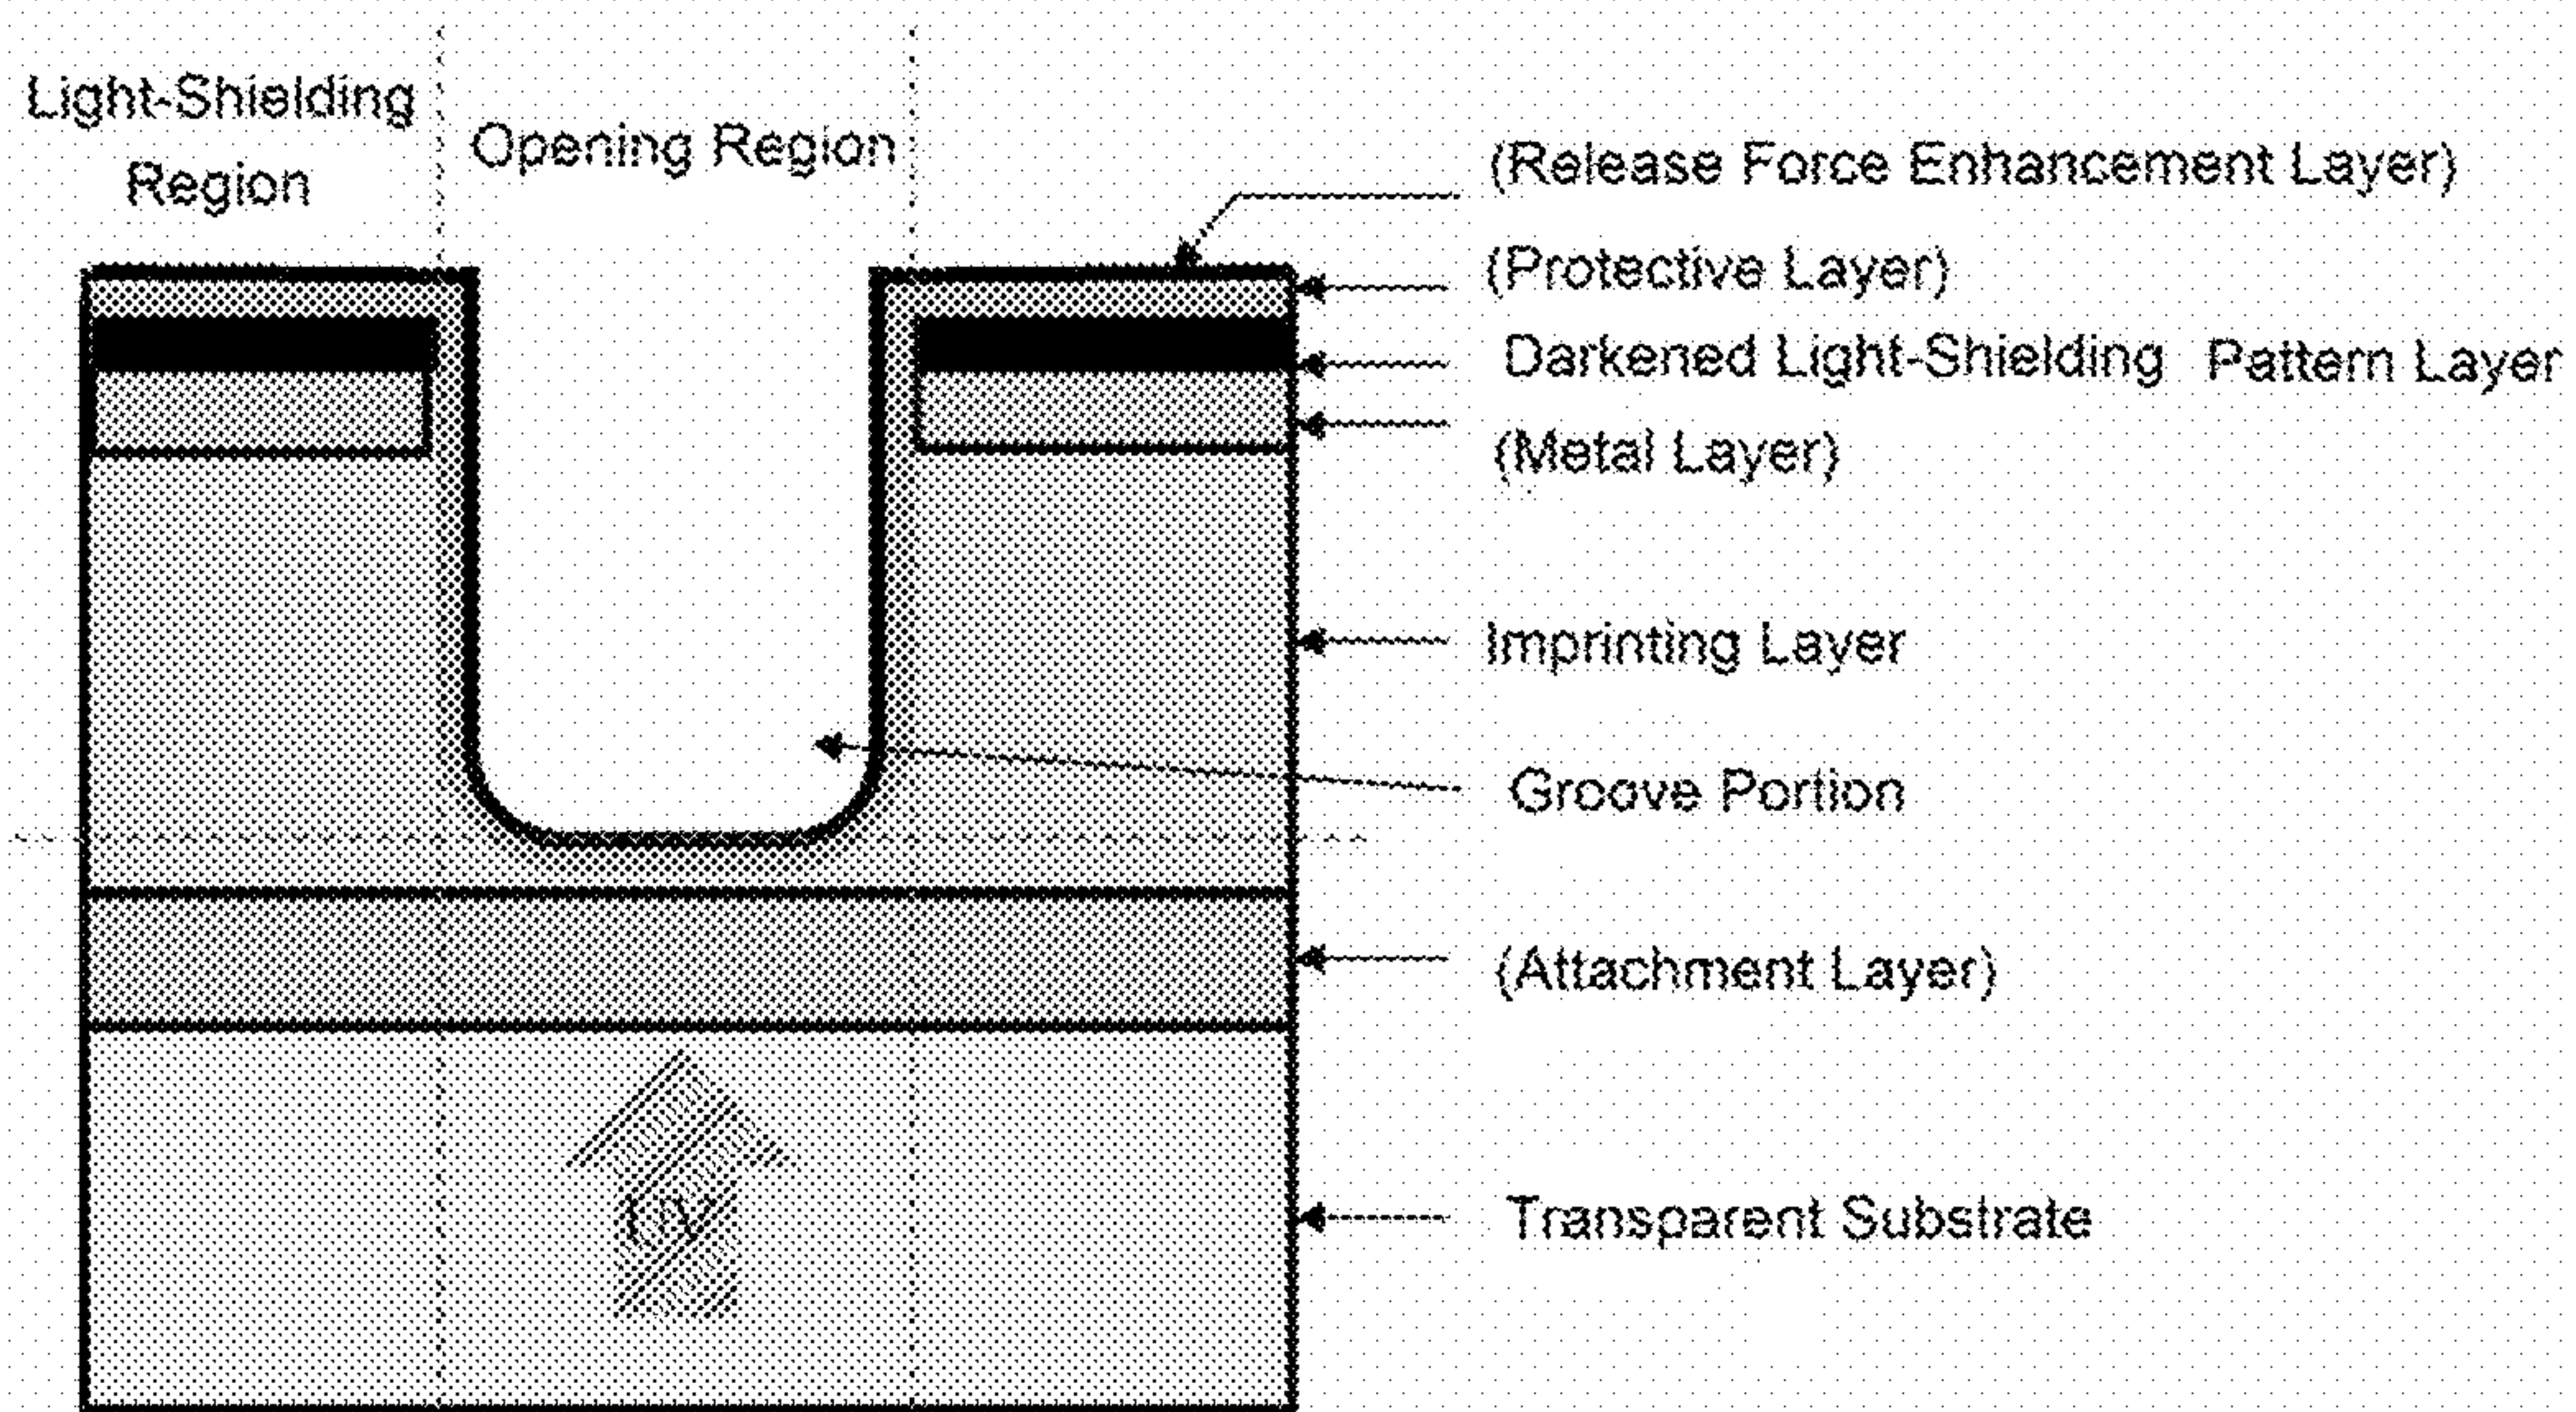 Light-Shielding
Region
Opening Region
(Release Force Enhancement Layer)
(Protective Layer)
Darkened Light-Shielding Pattern Layer
(Metal Layer)
Imprinting Layer
Groove Portion
(Attachment Layer)
UV
Transparent Substrate